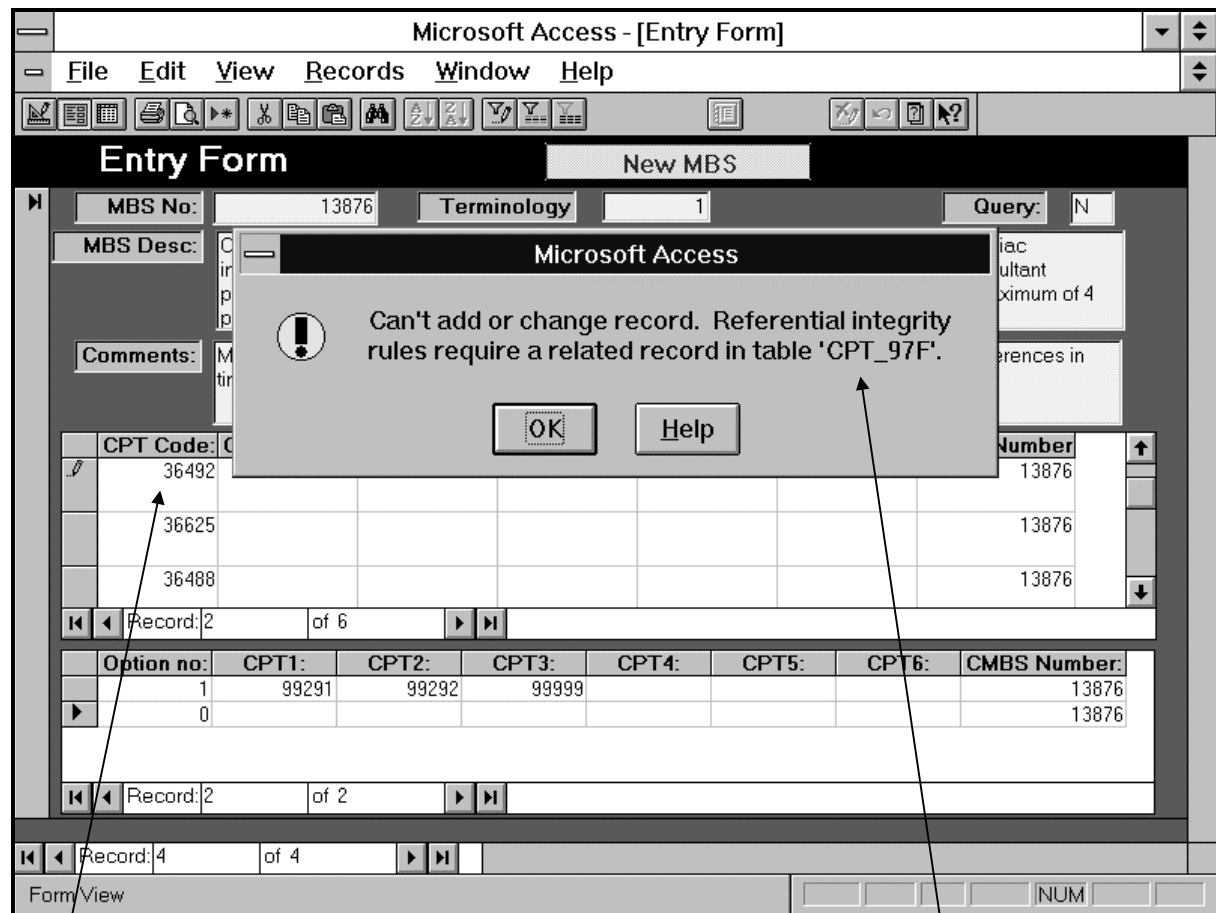 Microsoft Access - [Entry Form]
File Edit View Records Window Help
Entry Form
New MBS
MBS No: 13876 Terminology 1 Query: N
MBS Desc:
iac
ultant
ximum of 4
Microsoft Access
Can't add or change record. Referential integrity
rules require a related record in table 'CPT_97F'.
OK Help
Comments:
erences in
CPT Code: Number
36492 13876
36625 13876
36488 13876
Record: 2 of 6
Option no: CPT1: CPT2: CPT3: CPT4: CPT5: CPT6: CMBS Number:
1 99291 99292 99999 13876
0 13876
Record: 2 of 2
Record: 4 of 4
Form View NUM